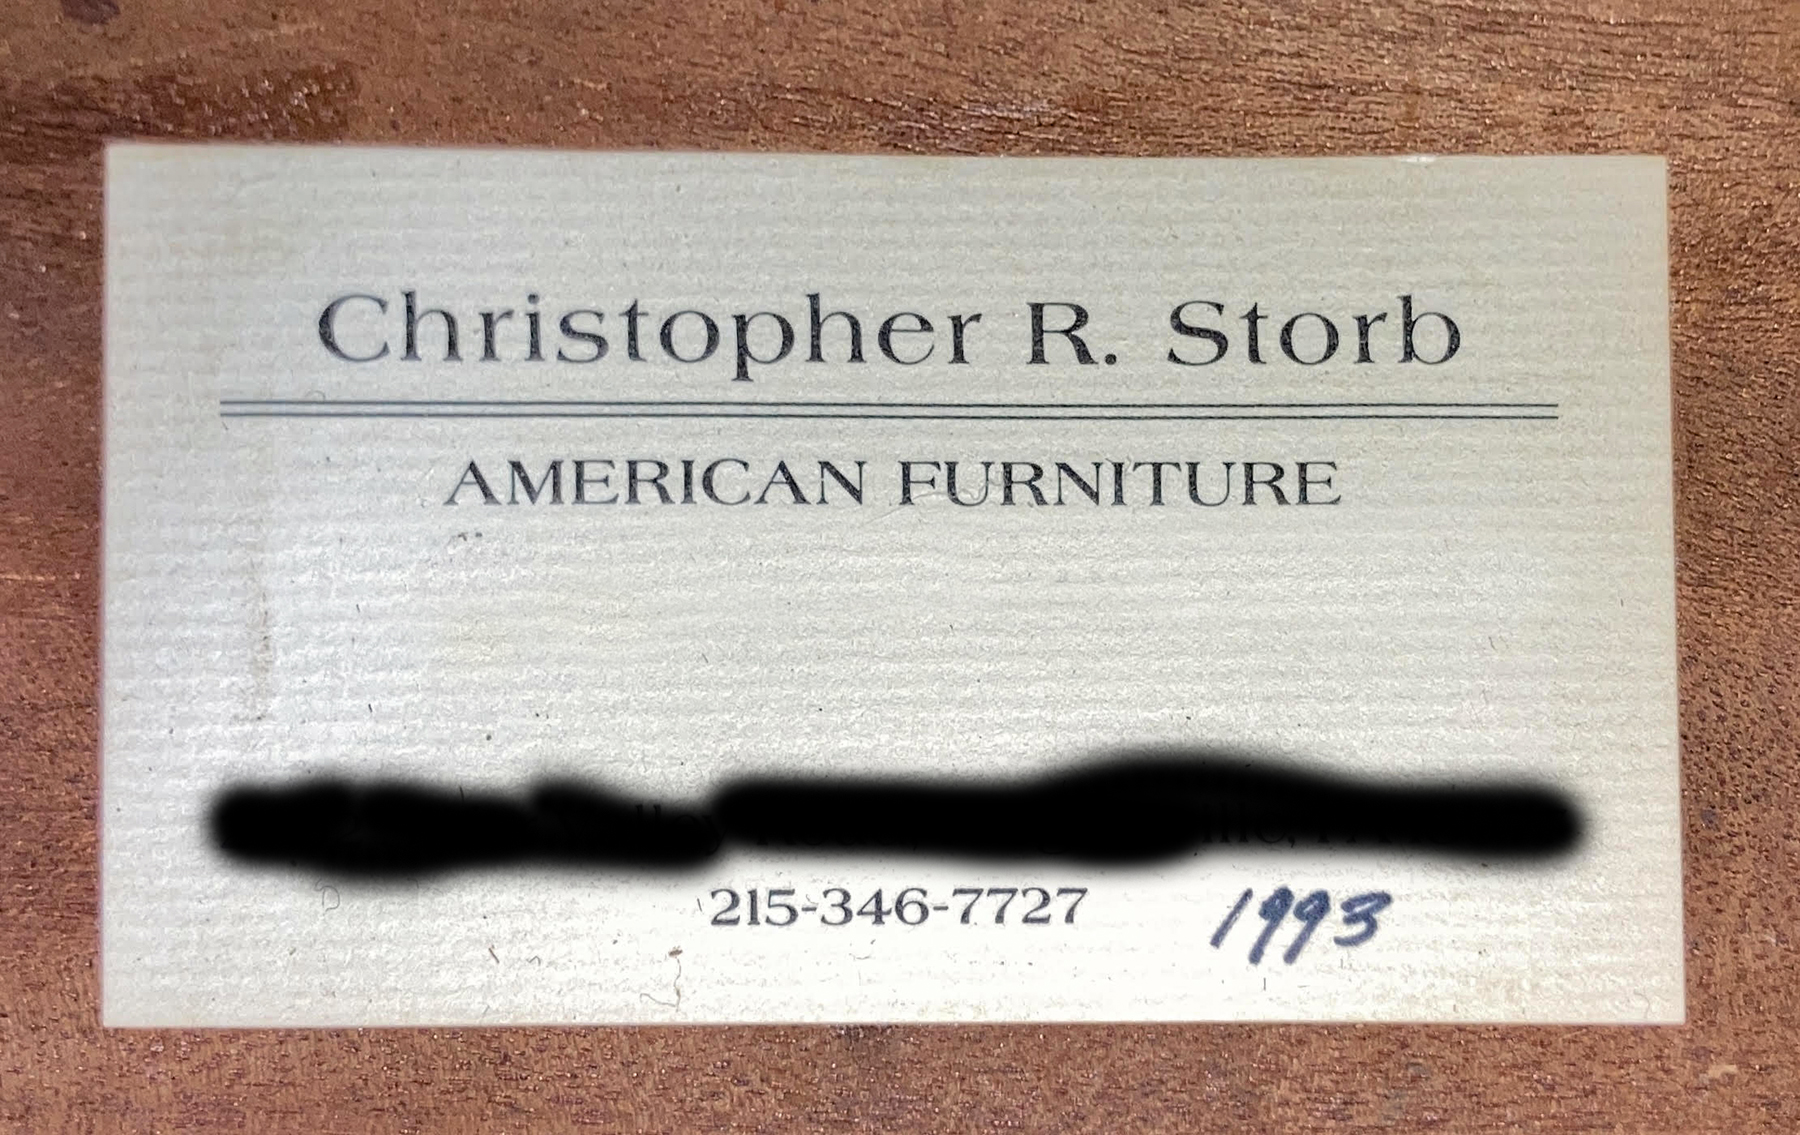 Christopher R. Storb
AMERICAN FURNITURE
215-346-7727 1993